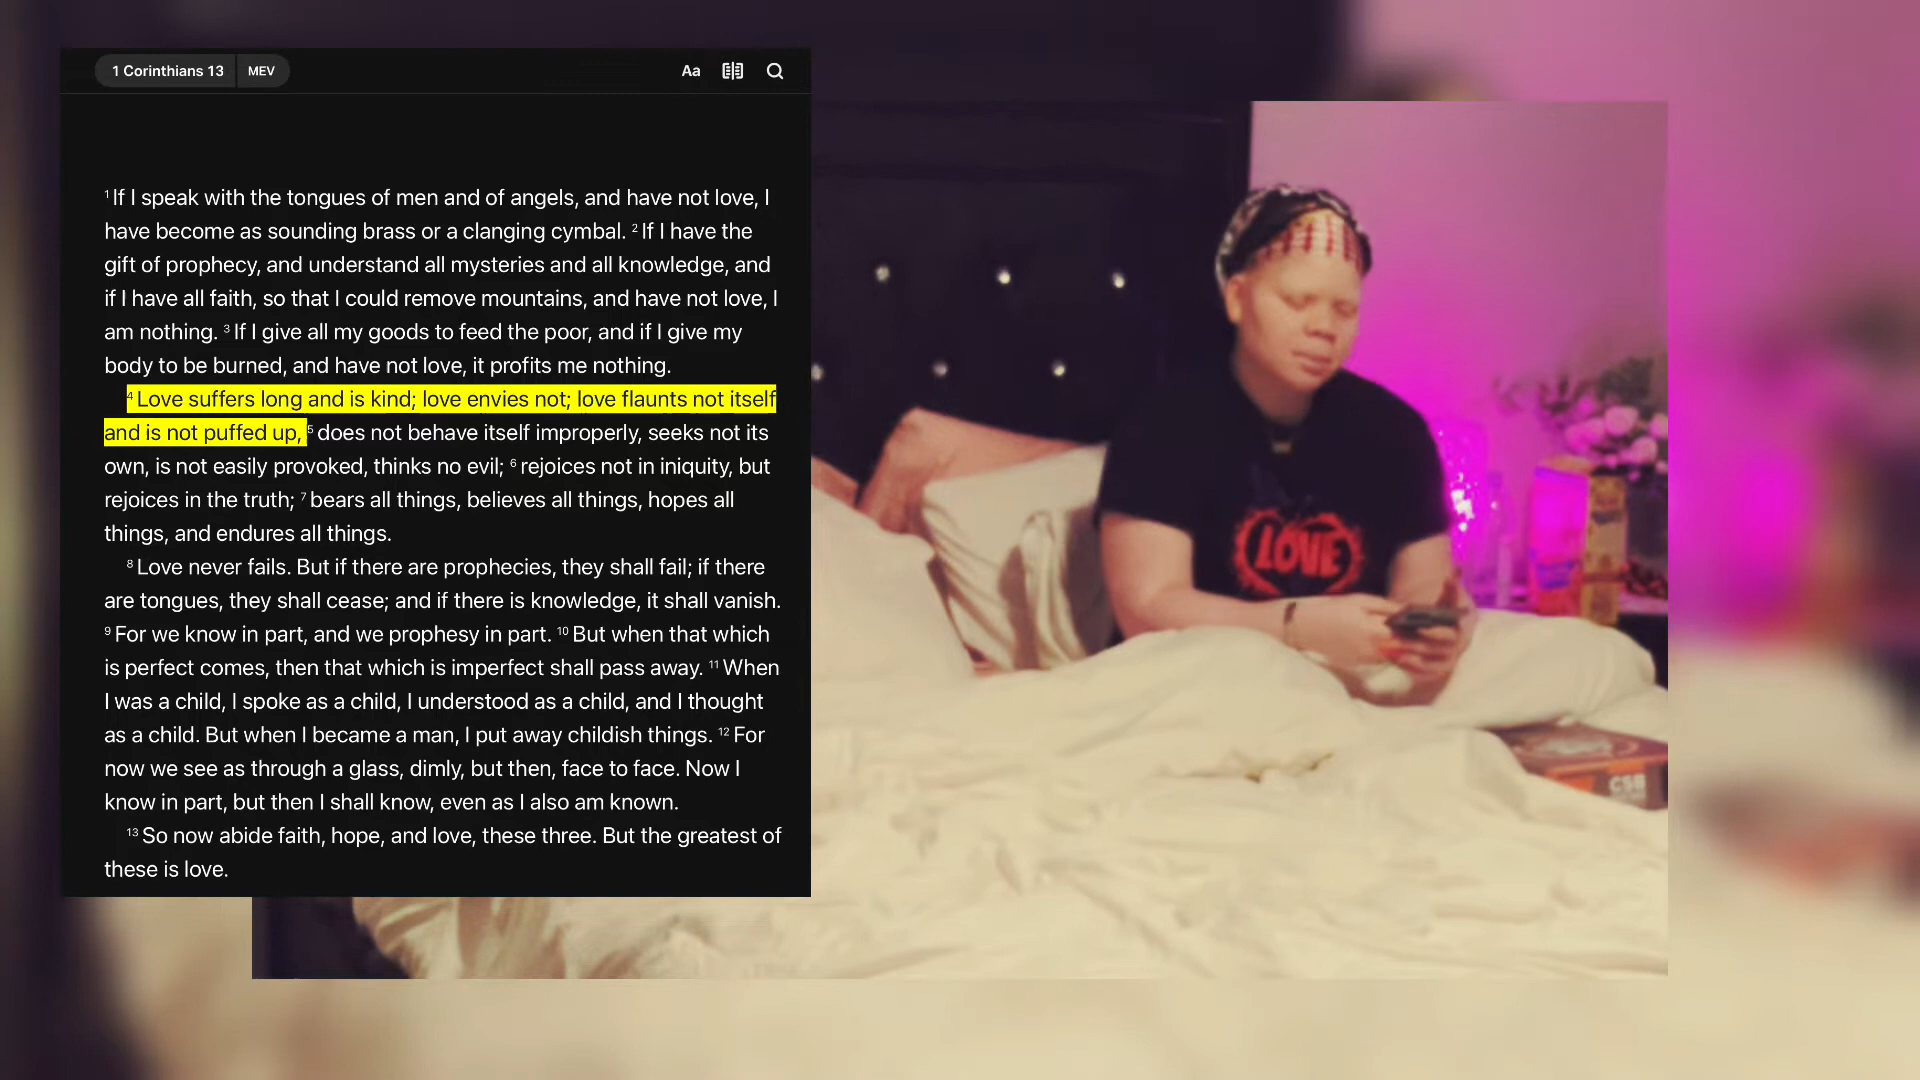 1 Corinthians 13 MEV Aa
1 If I speak with the tongues of men and of angels, and have not love, I
have become as sounding brass or a clanging cymbal. 2 If I have the
gift of prophecy, and understand all mysteries and all knowledge, and
if I have all faith, so that I could remove mountains, and have not love, I
am nothing. 3 If I give all my goods to feed the poor, and if I give my
body to be burned, and have not love, it profits me nothing.
4 Love suffers long and is kind; love envies not; love flaunts not itself
and is not puffed up, 5 does not behave itself improperly, seeks not its
own, is not easily provoked, thinks no evil; 6 rejoices not in iniquity, but
rejoices in the truth; 7 bears all things, believes all things, hopes all
things, and endures all things.
8 Love never fails. But if there are prophecies, they shall fail; if there
are tongues, they shall cease; and if there is knowledge, it shall vanish.
9 For we know in part, and we prophesy in part. 10 But when that which
is perfect comes, then that which is imperfect shall pass away. 11 When
I was a child, I spoke as a child, I understood as a child, and I thought
as a child. But when I became a man, I put away childish things. 12 For
now we see as through a glass, dimly, but then, face to face. Now I
know in part, but then I shall know, even as I also am known.
13 So now abide faith, hope, and love, these three. But the greatest of
these is love.
LOVE
CSB